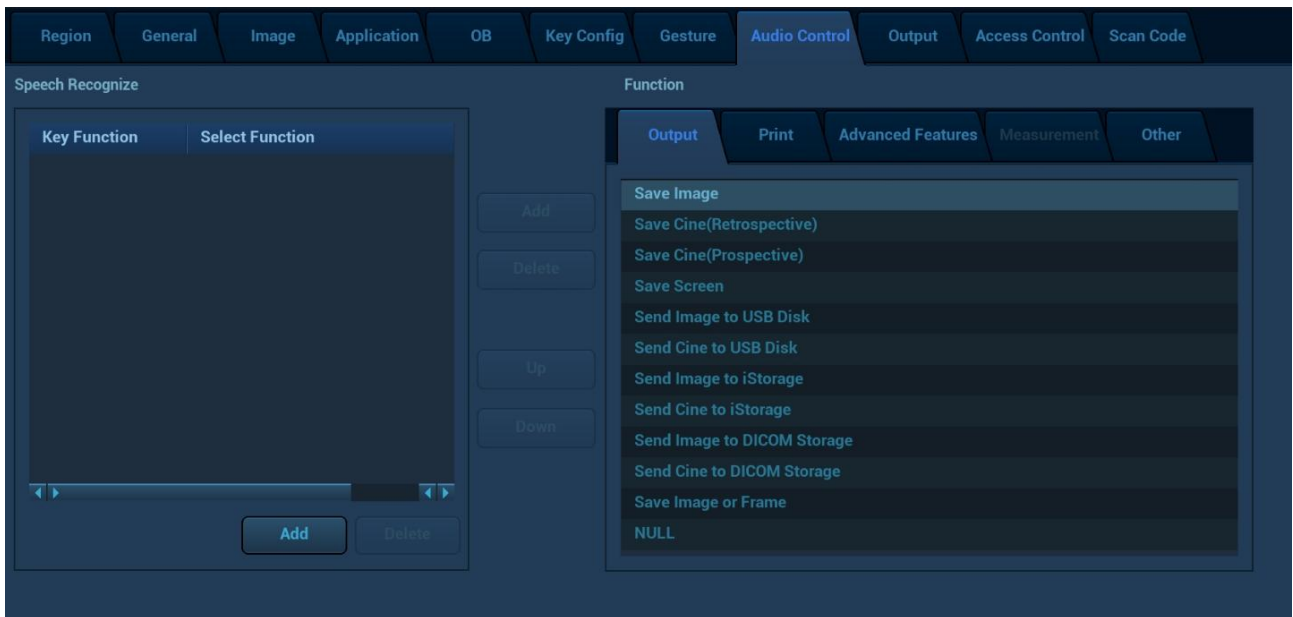 Region General Image Application OB Key Config Gesture Audio Control Output Access Control Scan Code
Speech Recognize
Key Function Select Function
Add
Delete
Up
Down
Add Delete
Function
Output Print Advanced Features Measurement Other
Save Image
Save Cine(Retrospective)
Save Cine(Prospective)
Save Screen
Send Image to USB Disk
Send Cine to USB Disk
Send Image to iStorage
Send Cine to iStorage
Send Image to DICOM Storage
Send Cine to DICOM Storage
Save Image or Frame
NULL